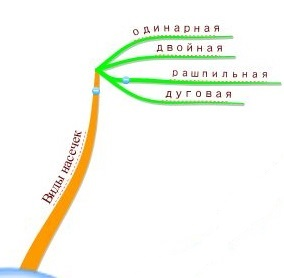 одинарная
двойная
рашпильная
дуговая
Виды насечек